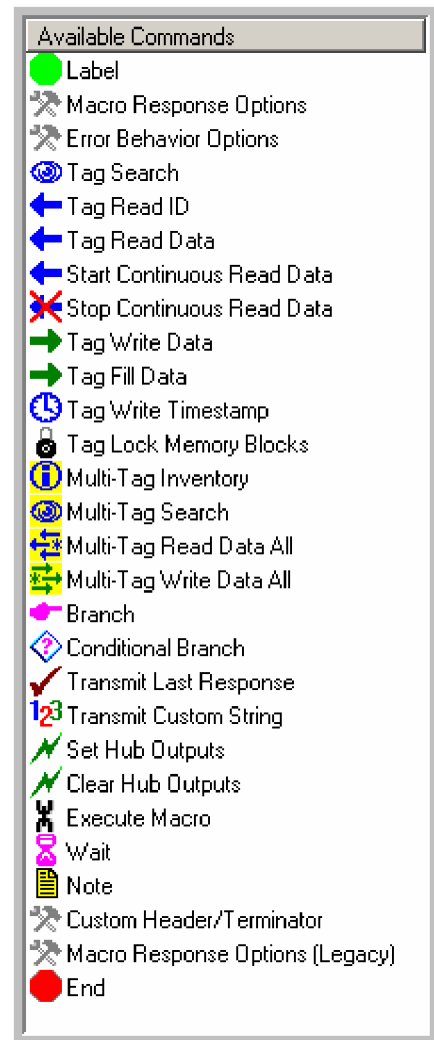 Available Commands
Label
Macro Response Options
Error Behavior Options
Tag Search
Tag Read ID
Tag Read Data
Start Continuous Read Data
Stop Continuous Read Data
Tag Write Data
Tag Fill Data
Tag Write Timestamp
Tag Lock Memory Blocks
Multi-Tag Inventory
Multi-Tag Search
Multi-Tag Read Data All
Multi-Tag Write Data All
Branch
? Conditional Branch
Transmit Last Response
123 Transmit Custom String
Set Hub Outputs
Clear Hub Outputs
Execute Macro
Wait
Note
Custom Header/Terminator
Macro Response Options (Legacy)
End